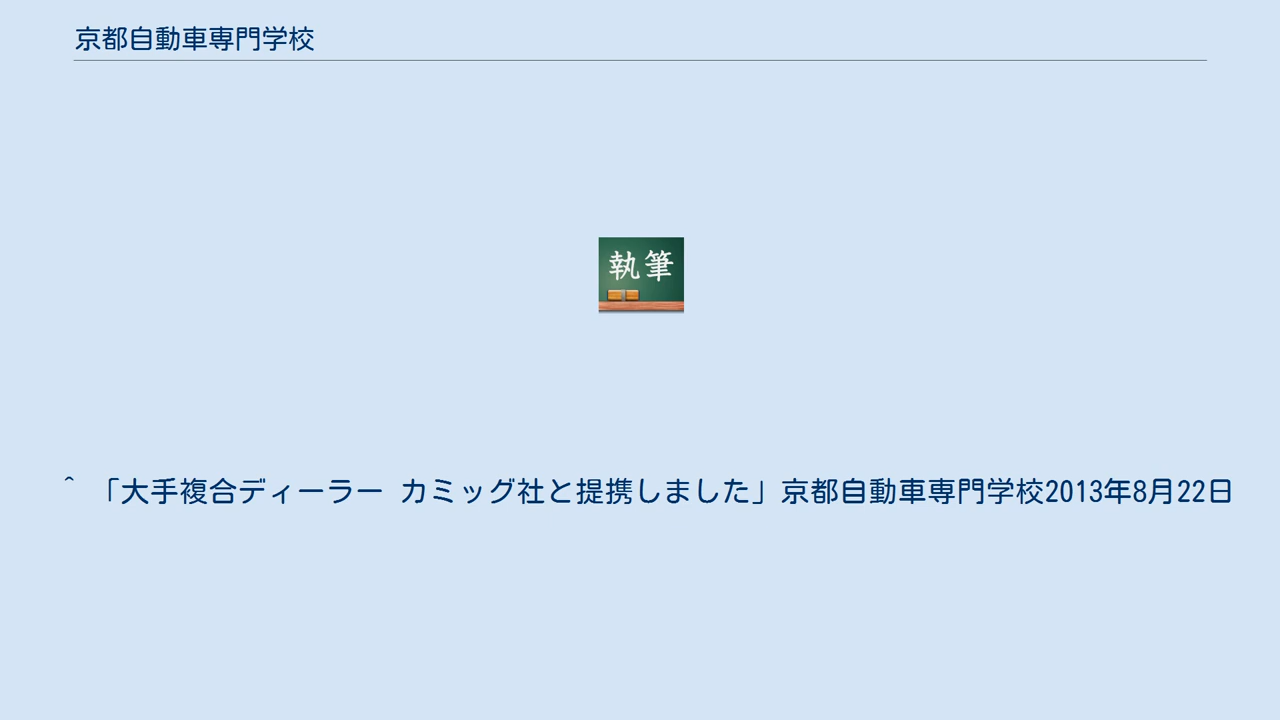 京都自動車専門学校
執筆
^ 「大手複合ディーラー カミッグ社と提携しました」京都自動車専門学校2013年8月22日